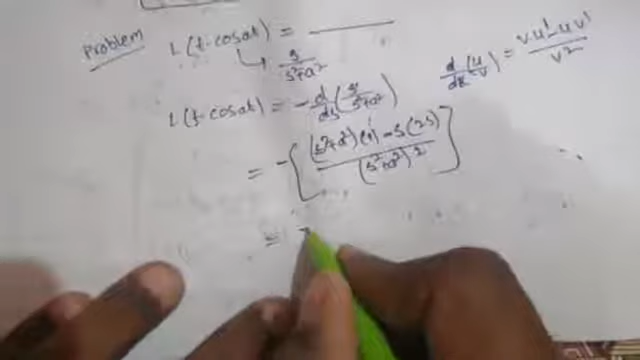 Problem L(t·cosat) = ______
s/(s²+a²)
L(t·cosat) = -d/ds(s/(s²+a²)) d/dx(u/v) = (vu'-uv')/v²
= -[((s²+a²)(1)-s(2s))/(s²+a²)²]
= -